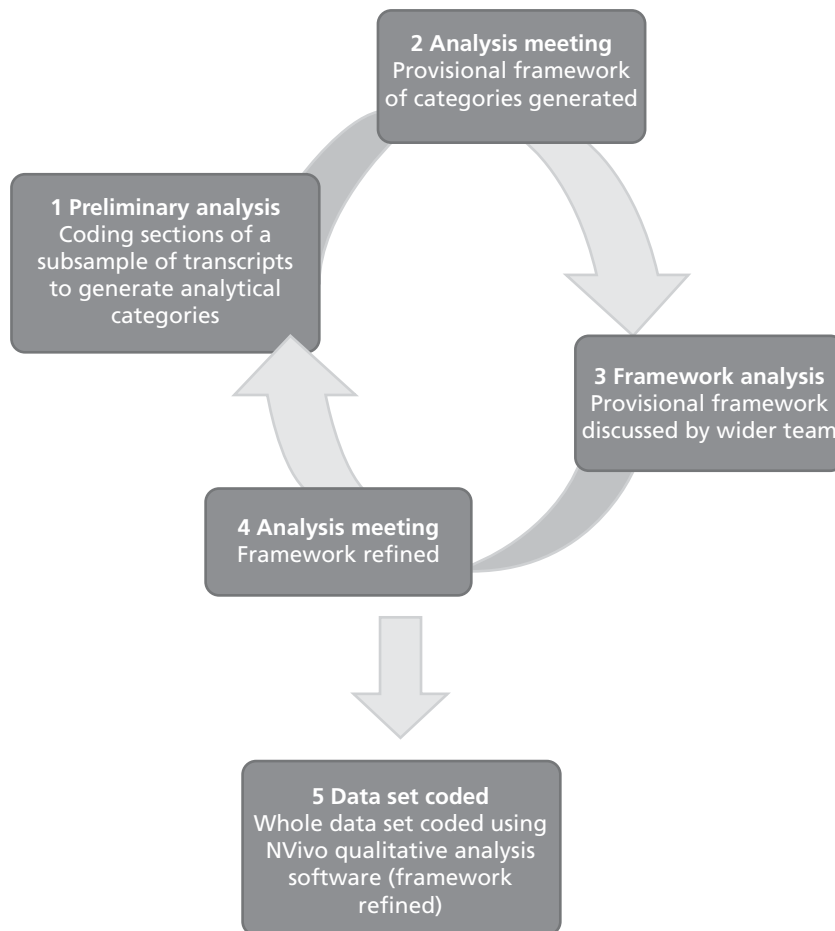 2 Analysis meeting
Provisional framework
of categories generated
1 Preliminary analysis
Coding sections of a
subsample of transcripts
to generate analytical
categories
3 Framework analysis
Provisional framework
discussed by wider team
4 Analysis meeting
Framework refined
5 Data set coded
Whole data set coded using
NVivo qualitative analysis
software (framework
refined)